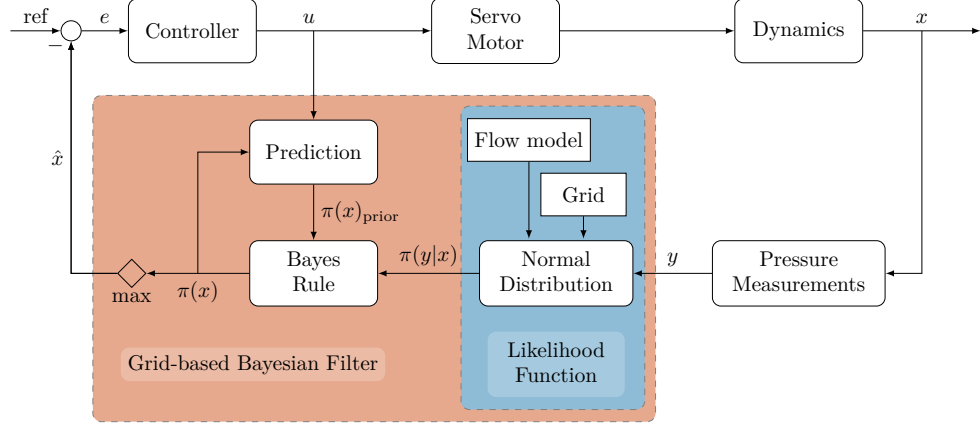 ref
e
Controller
u
Servo
Motor
Dynamics
x
−
x̂
Prediction
π(x)prior
Flow model
Grid
Bayes
Rule
π(y|x)
Normal
Distribution
y
Pressure
Measurements
max
π(x)
Grid-based Bayesian Filter
Likelihood
Function